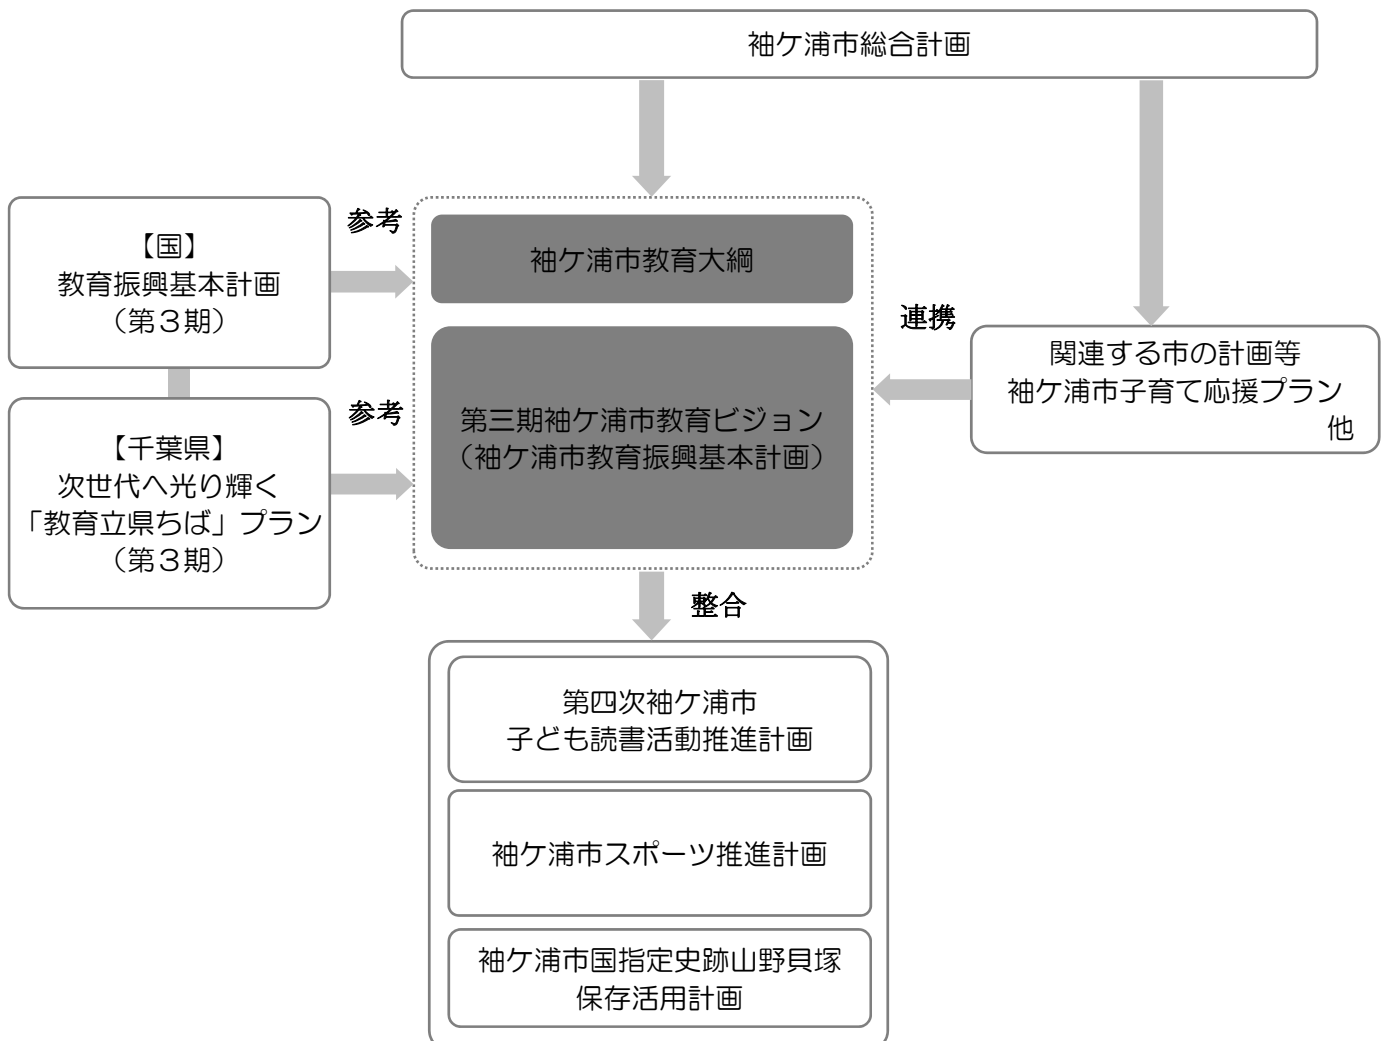 袖ケ浦市総合計画
参考
【国】
教育振興基本計画
（第３期）
袖ケ浦市教育大綱
連携
関連する市の計画等
袖ケ浦市子育て応援プラン
他
参考
【千葉県】
次世代へ光り輝く
「教育立県ちば」プラン
（第３期）
第三期袖ケ浦市教育ビジョン
（袖ケ浦市教育振興基本計画）
整合
第四次袖ケ浦市
子ども読書活動推進計画
袖ケ浦市スポーツ推進計画
袖ケ浦市国指定史跡山野貝塚
保存活用計画